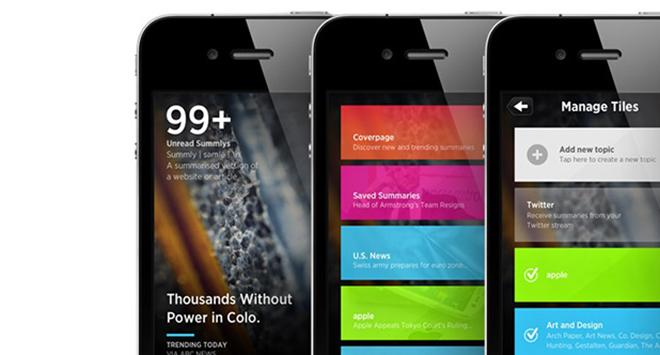 99+
Unread Summlys
Summly | samlē | \n\
A summarised version of
a website or article.
Thousands Without
Power in Colo.
TRENDING TODAY
VIA ABC NEWS
Coverpage
Discover new and trending summaries
Saved Summaries
Head of Armstrong's Team Resigns
U.S. News
Swiss army prepares for euro zone...
apple
Apple Appeals Tokyo Court's Ruling...
Manage Tiles
Add new topic
Tap here to create a new topic
Twitter
Receive summaries from your
Twitter stream
apple
Art and Design
Arch Paper, Art News, Co. Design, C
Hunting, Gestalten, Guardian, The A